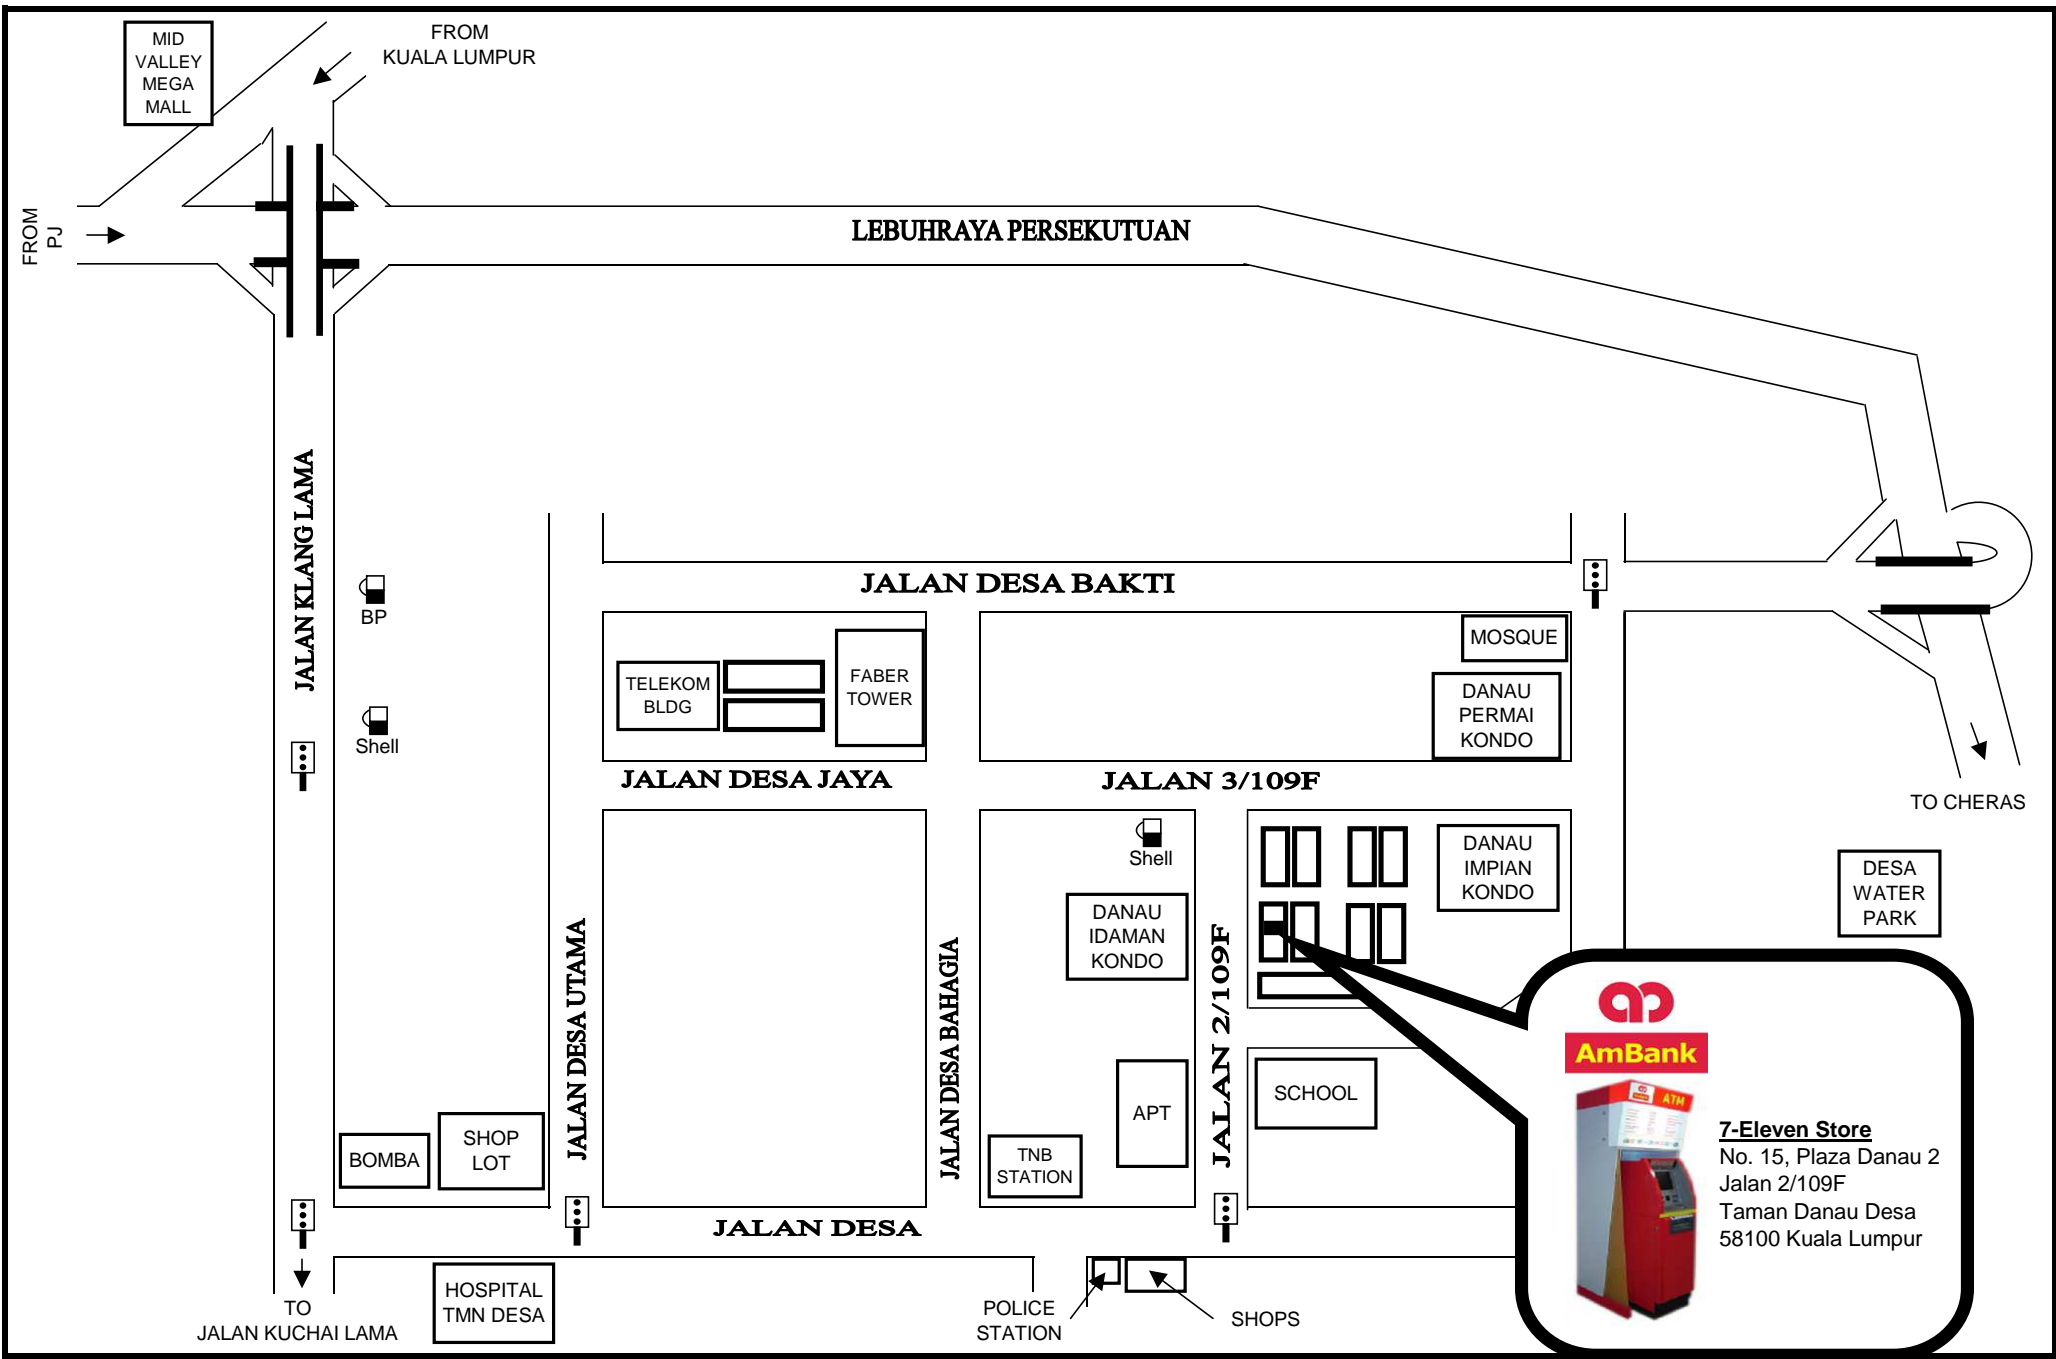 MID
VALLEY
MEGA
MALL
FROM
KUALA LUMPUR
FROM
PJ
LEBUHRAYA PERSEKUTUAN
JALAN KLANG LAMA
BP
Shell
JALAN DESA BAKTI
TELEKOM
BLDG
FABER
TOWER
MOSQUE
DANAU
PERMAI
KONDO
JALAN DESA JAYA
JALAN 3/109F
TO CHERAS
Shell
DANAU
IDAMAN
KONDO
DANAU
IMPIAN
KONDO
DESA
WATER
PARK
JALAN DESA UTAMA
JALAN DESA BAHAGIA
JALAN 2/109F
APT
SCHOOL
BOMBA
SHOP
LOT
TNB
STATION
JALAN DESA
HOSPITAL
TMN DESA
TO
JALAN KUCHAI LAMA
POLICE
STATION
SHOPS
AmBank
ATM
7-Eleven Store
No. 15, Plaza Danau 2
Jalan 2/109F
Taman Danau Desa
58100 Kuala Lumpur